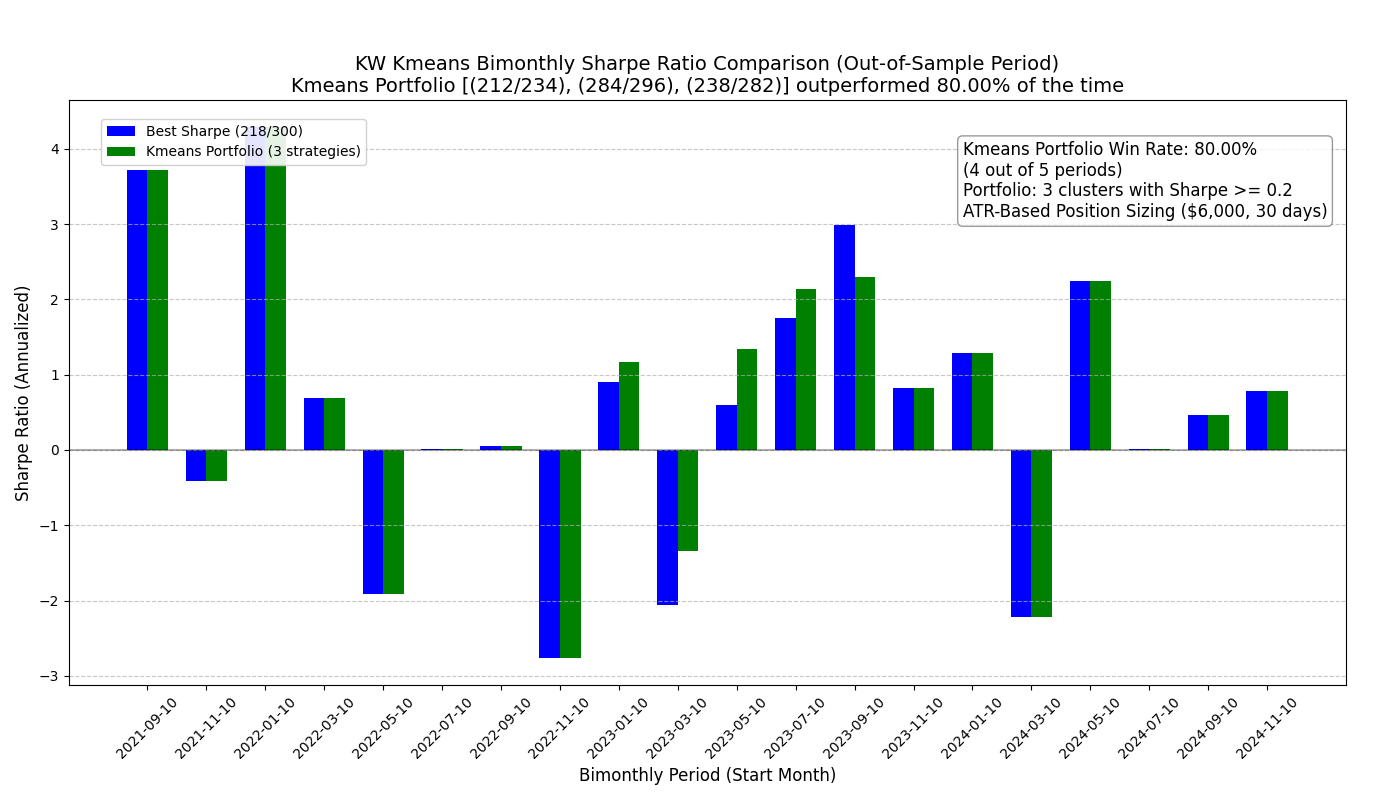 KW Kmeans Bimonthly Sharpe Ratio Comparison (Out-of-Sample Period)
Kmeans Portfolio [(212/234), (284/296), (238/282)] outperformed 80.00% of the time
Best Sharpe (218/300)
Kmeans Portfolio (3 strategies)
Kmeans Portfolio Win Rate: 80.00%
(4 out of 5 periods)
Portfolio: 3 clusters with Sharpe >= 0.2
ATR-Based Position Sizing ($6,000, 30 days)
Sharpe Ratio (Annualized)
4
3
2
1
0
−1
−2
−3
2021-09-10
2021-11-10
2022-01-10
2022-03-10
2022-05-10
2022-07-10
2022-09-10
2022-11-10
2023-01-10
2023-03-10
2023-05-10
2023-07-10
2023-09-10
2023-11-10
2024-01-10
2024-03-10
2024-05-10
2024-07-10
2024-09-10
2024-11-10
Bimonthly Period (Start Month)